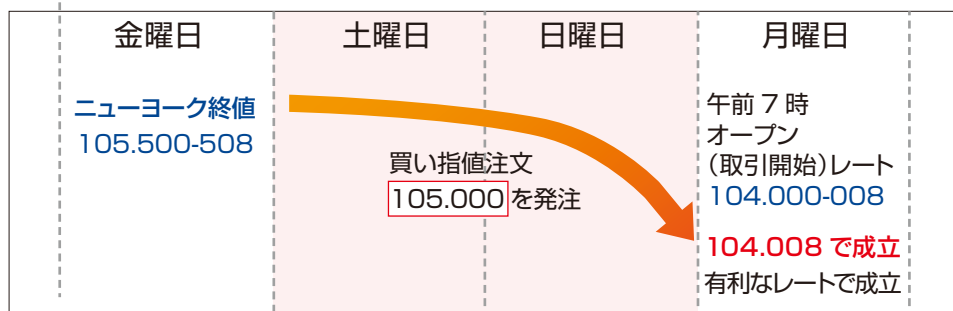 金曜日
土曜日
日曜日
月曜日
ニューヨーク終値
105.500-508
買い指値注文
105.000を発注
午前7時
オープン
(取引開始)レート
104.000-008
104.008で成立
有利なレートで成立